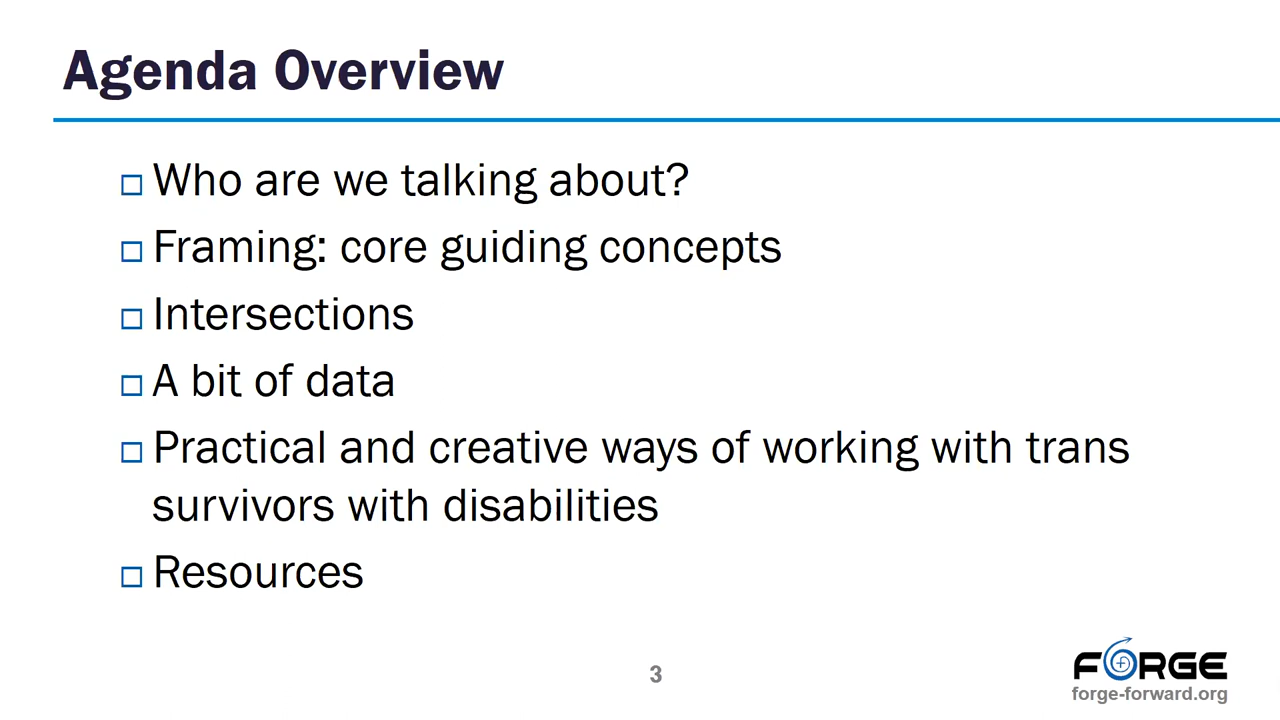 Agenda Overview
Who are we talking about?
Framing: core guiding concepts
Intersections
A bit of data
Practical and creative ways of working with trans
survivors with disabilities
Resources
3
FORGE
forge-forward.org